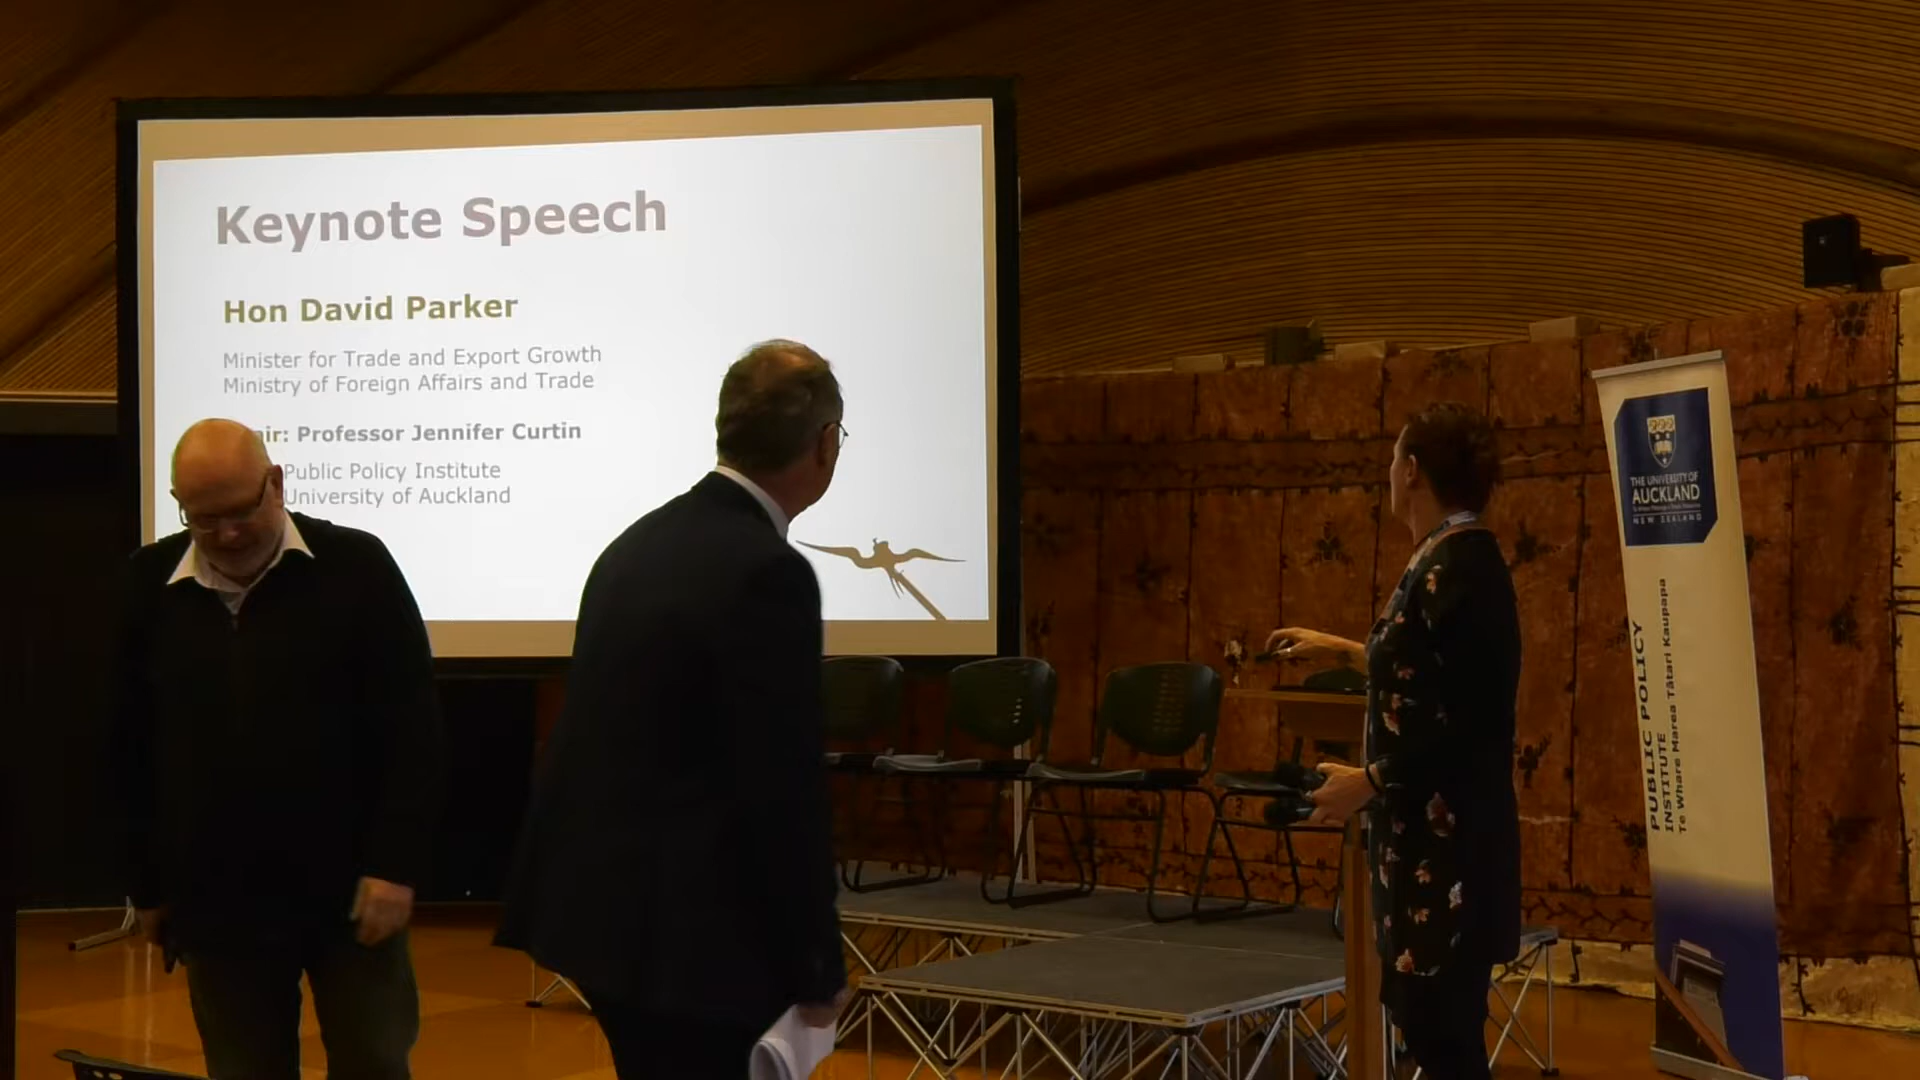 Keynote Speech
Hon David Parker
Minister for Trade and Export Growth
Ministry of Foreign Affairs and Trade
air: Professor Jennifer Curtin
Public Policy Institute
University of Auckland
THE UNIVERSITY OF
AUCKLAND
NEW ZEALAND
PUBLIC POLICY
INSTITUTE
Te Whare Marea Tātari Kaupapa